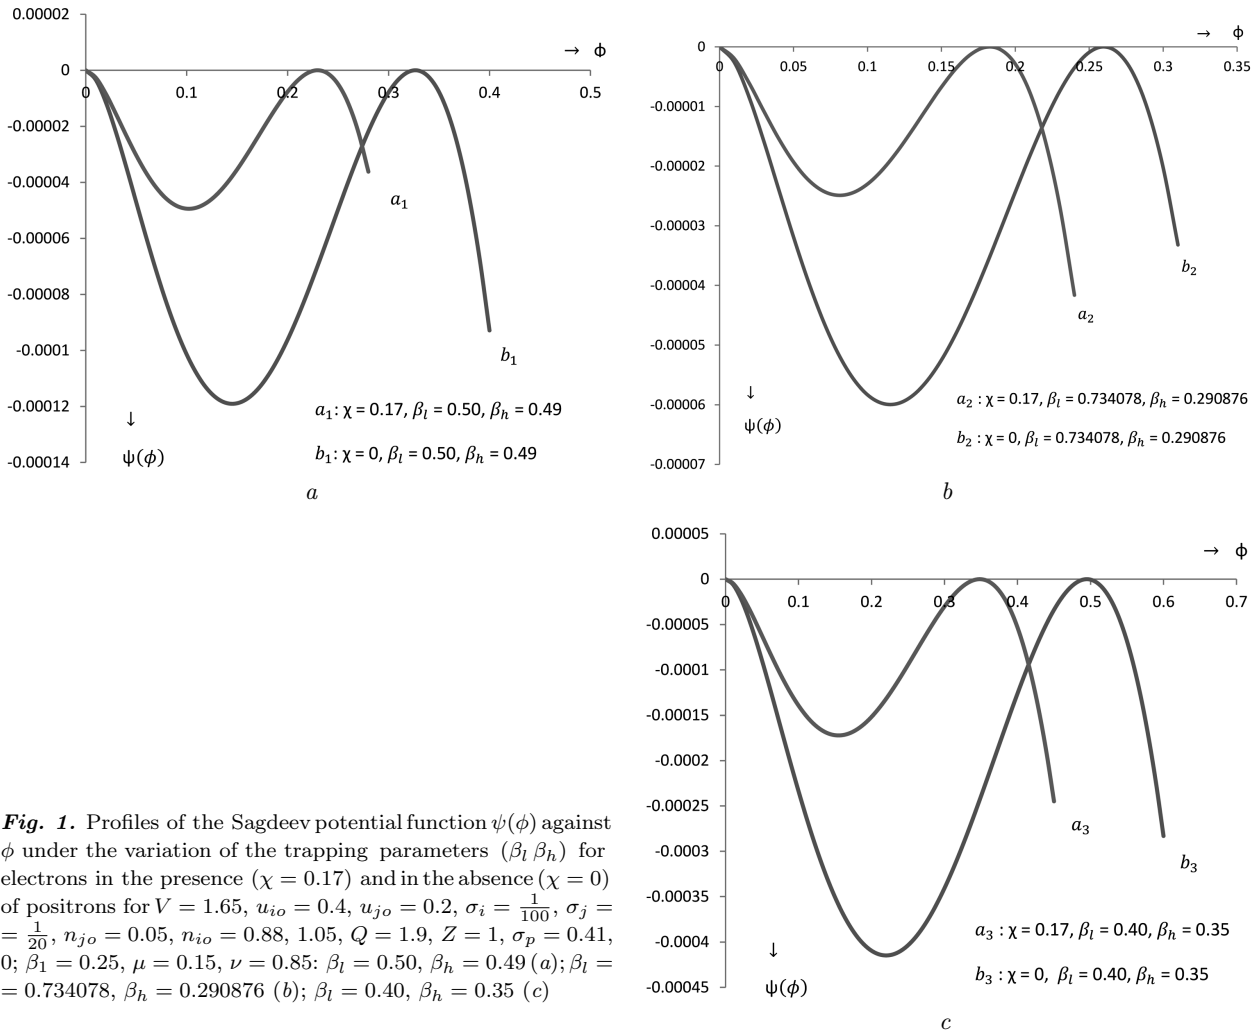 0.00002
0
-0.00002
-0.00004
-0.00006
-0.00008
-0.0001
-0.00012
-0.00014
0 0.1 0.2 0.3 0.4 0.5
→ ϕ
a₁
b₁
a₁: χ = 0.17, βₗ = 0.50, βₕ = 0.49
b₁: χ = 0, βₗ = 0.50, βₕ = 0.49
↓
ψ(ϕ)
a
0
-0.00001
-0.00002
-0.00003
-0.00004
-0.00005
-0.00006
-0.00007
0 0.05 0.1 0.15 0.2 0.25 0.3 0.35
→ ϕ
b₂
a₂
a₂ : χ = 0.17, βₗ = 0.734078, βₕ = 0.290876
b₂ : χ = 0, βₗ = 0.734078, βₕ = 0.290876
↓
ψ(ϕ)
b
0.00005
0
-0.00005
-0.0001
-0.00015
-0.0002
-0.00025
-0.0003
-0.00035
-0.0004
-0.00045
0 0.1 0.2 0.3 0.4 0.5 0.6 0.7
→ ϕ
a₃
b₃
a₃ : χ = 0.17, βₗ = 0.40, βₕ = 0.35
b₃ : χ = 0, βₗ = 0.40, βₕ = 0.35
↓
ψ(ϕ)
c
Fig. 1. Profiles of the Sagdeev potential function ψ(ϕ) against
ϕ under the variation of the trapping parameters (βₗ βₕ) for
electrons in the presence (χ = 0.17) and in the absence (χ = 0)
of positrons for V = 1.65, uᵢₒ = 0.4, uⱼₒ = 0.2, σᵢ = 1/100, σⱼ =
= 1/20, nⱼₒ = 0.05, nᵢₒ = 0.88, 1.05, Q = 1.9, Z = 1, σₚ = 0.41,
0; β₁ = 0.25, μ = 0.15, ν = 0.85: βₗ = 0.50, βₕ = 0.49 (a); βₗ =
= 0.734078, βₕ = 0.290876 (b); βₗ = 0.40, βₕ = 0.35 (c)